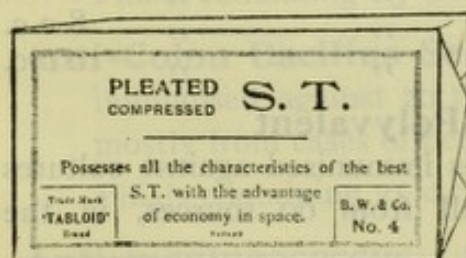 PLEATED
COMPRESSED
S. T.
Possesses all the characteristics of the best
S.T. with the advantage
of economy in space.
Trade Mark
"TABLOID"
Brand
B. W. & Co.
No. 4